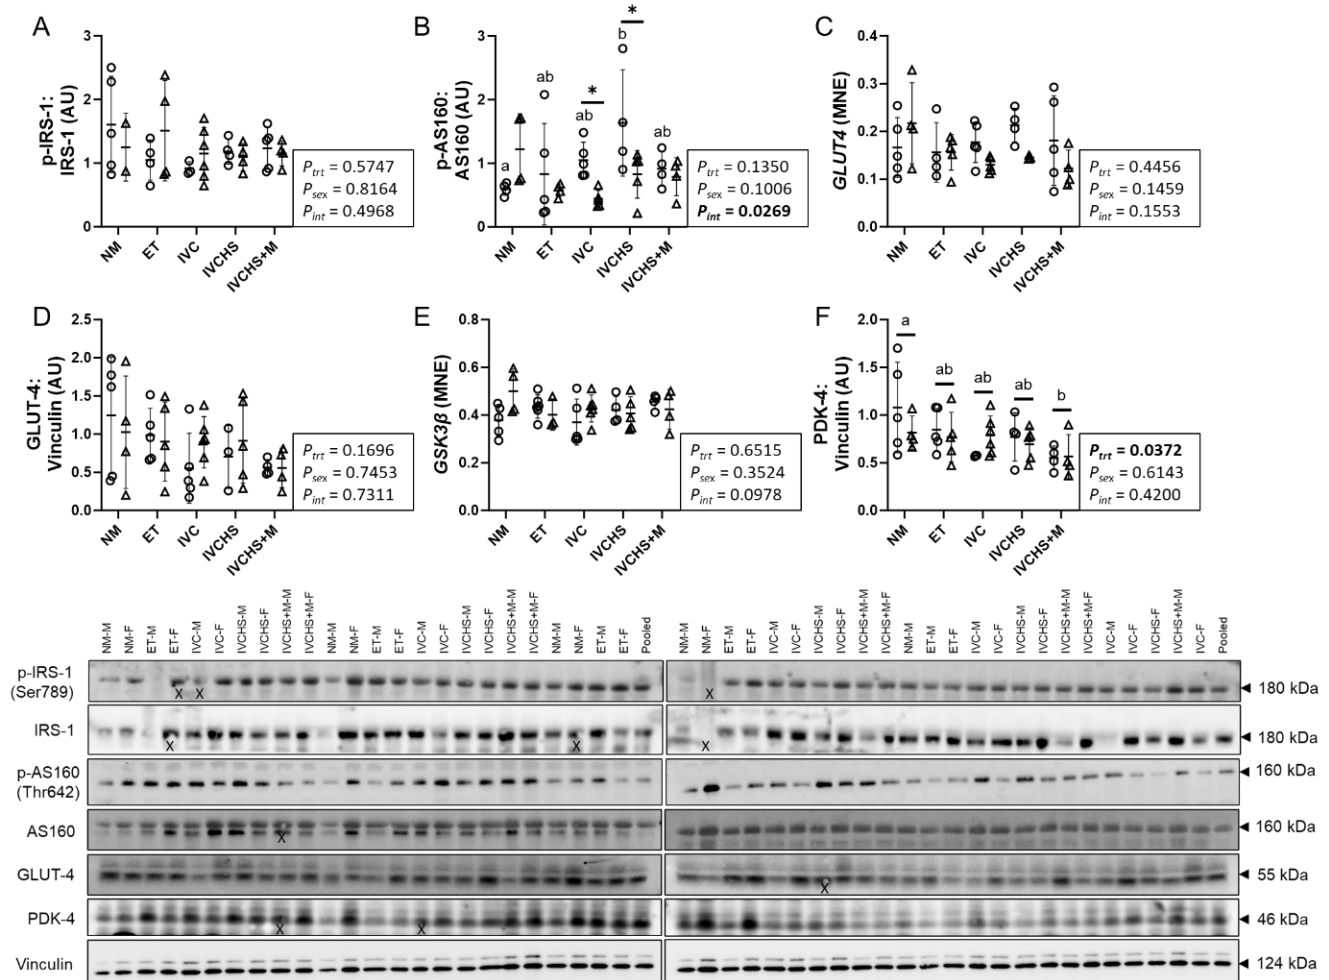 A
3
2
1
0
p-IRS-1:
IRS-1 (AU)
NM
ET
IVC
IVCHS
IVCHS+M
Ptrt = 0.5747
Psex = 0.8164
Pint = 0.4968
B
3
2
1
0
p-AS160:
AS160 (AU)
a
ab
ab
*
b
*
ab
NM
ET
IVC
IVCHS
IVCHS+M
Ptrt = 0.1350
Psex = 0.1006
Pint = 0.0269
C
0.4
0.3
0.2
0.1
0.0
GLUT4 (MNE)
NM
ET
IVC
IVCHS
IVCHS+M
Ptrt = 0.4456
Psex = 0.1459
Pint = 0.1553
D
2.5
2.0
1.5
1.0
0.5
0.0
GLUT-4:
Vinculin (AU)
NM
ET
IVC
IVCHS
IVCHS+M
Ptrt = 0.1696
Psex = 0.7453
Pint = 0.7311
E
0.8
0.6
0.4
0.2
0.0
GSK3β (MNE)
NM
ET
IVC
IVCHS
IVCHS+M
Ptrt = 0.6515
Psex = 0.3524
Pint = 0.0978
F
2.0
1.5
1.0
0.5
0.0
PDK-4:
Vinculin (AU)
a
ab
ab
ab
b
NM
ET
IVC
IVCHS
IVCHS+M
Ptrt = 0.0372
Psex = 0.6143
Pint = 0.4200
NM-M
NM-F
ET-M
ET-F
IVC-M
IVC-F
IVCHS-M
IVCHS-F
IVCHS+M-M
IVCHS+M-F
NM-M
NM-F
ET-M
ET-F
IVC-M
IVC-F
IVCHS-M
IVCHS-F
IVCHS+M-M
IVCHS+M-F
NM-M
NM-F
ET-M
ET-F
Pooled
NM-M
NM-F
ET-M
ET-F
IVC-M
IVC-F
IVCHS-M
IVCHS-F
IVCHS+M-M
IVCHS+M-F
NM-M
ET-M
ET-F
IVC-M
IVC-F
IVCHS-M
IVCHS-F
IVCHS+M-M
IVCHS+M-F
IVC-M
IVC-F
IVCHS-F
IVCHS+M-M
IVC-F
Pooled
p-IRS-1
(Ser789)
X X
X
180 kDa
IRS-1
X X
X
180 kDa
p-AS160
(Thr642)
160 kDa
AS160
X
160 kDa
GLUT-4
X
55 kDa
PDK-4
X X
46 kDa
Vinculin
124 kDa